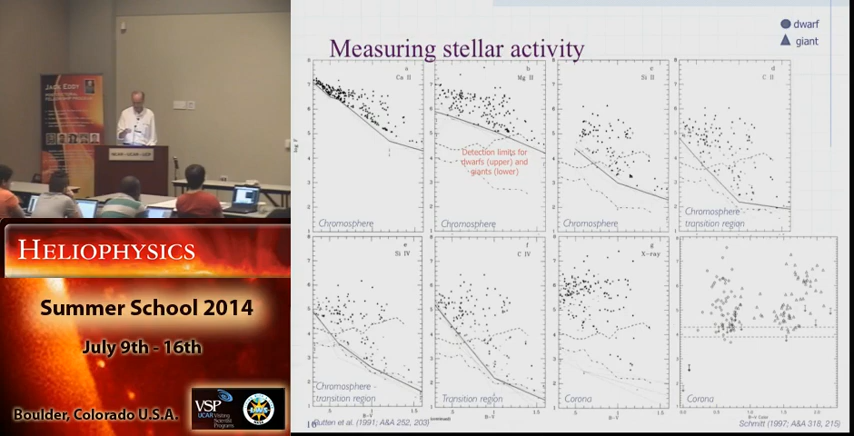 JACK EDDY
HELIOPHYSICS
Summer School 2014
July 9th - 16th
Boulder, Colorado U.S.A.
VSP
UCAR Visiting
Scientist
Programs
Measuring stellar activity
dwarf
giant
a
Ca II
Chromosphere
b
Mg II
Detection limits for
dwarfs (upper) and
giants (lower)
Chromosphere
Si II
Chromosphere
d
C II
Chromosphere
transition region
e
Si IV
Chromosphere -
transition region
B-V
f
C IV
Transition region
B-V
g
X-ray
Corona
B-V
Corona
B-V Color
Rutten et al. (1991; A&A 252, 203)
Schmitt (1997; A&A 318, 215)